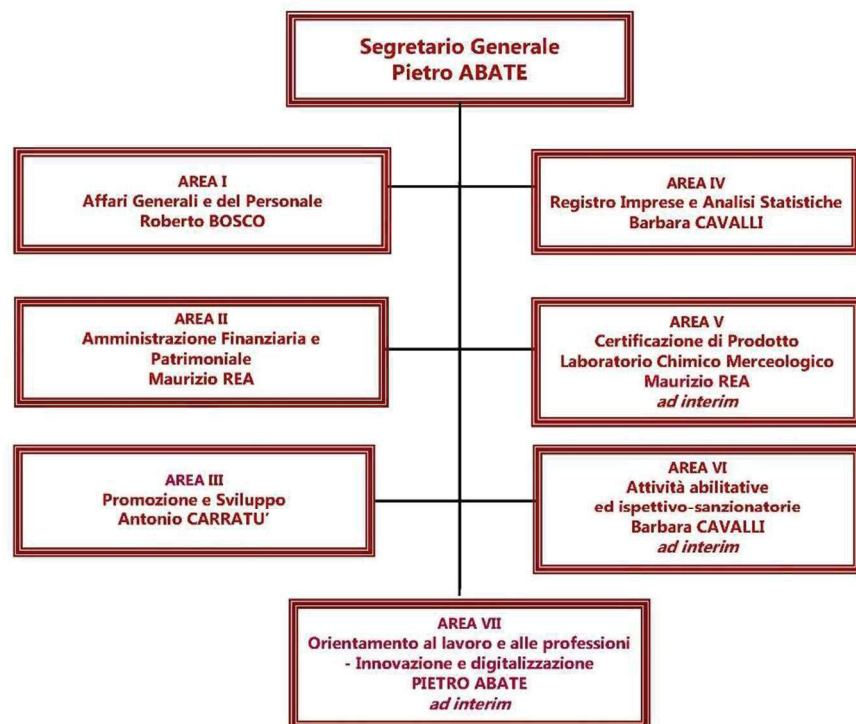 Segretario Generale
Pietro ABATE
AREA I
Affari Generali e del Personale
Roberto BOSCO
AREA IV
Registro Imprese e Analisi Statistiche
Barbara CAVALLI
AREA II
Amministrazione Finanziaria e
Patrimoniale
Maurizio REA
AREA V
Certificazione di Prodotto
Laboratorio Chimico Merceologico
Maurizio REA
ad interim
AREA III
Promozione e Sviluppo
Antonio CARRATU'
AREA VI
Attività abilitative
ed ispettivo-sanzionatorie
Barbara CAVALLI
ad interim
AREA VII
Orientamento al lavoro e alle professioni
- Innovazione e digitalizzazione
PIETRO ABATE
ad interim